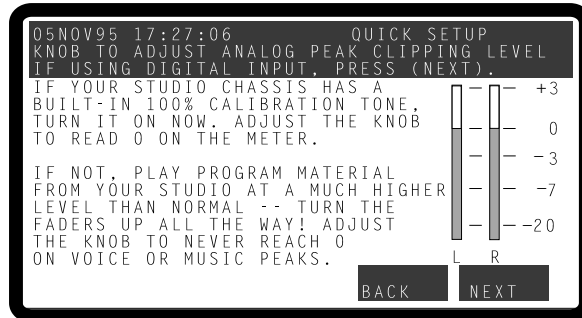 05NOV95 17:27:06 QUICK SETUP
KNOB TO ADJUST ANALOG PEAK CLIPPING LEVEL
IF USING DIGITAL INPUT, PRESS (NEXT).
IF YOUR STUDIO CHASSIS HAS A
BUILT-IN 100% CALIBRATION TONE,
TURN IT ON NOW. ADJUST THE KNOB
TO READ 0 ON THE METER.
IF NOT, PLAY PROGRAM MATERIAL
FROM YOUR STUDIO AT A MUCH HIGHER
LEVEL THAN NORMAL -- TURN THE
FADERS UP ALL THE WAY! ADJUST
THE KNOB TO NEVER REACH 0
ON VOICE OR MUSIC PEAKS.
+3
0
-3
-7
-20
L R
BACK NEXT